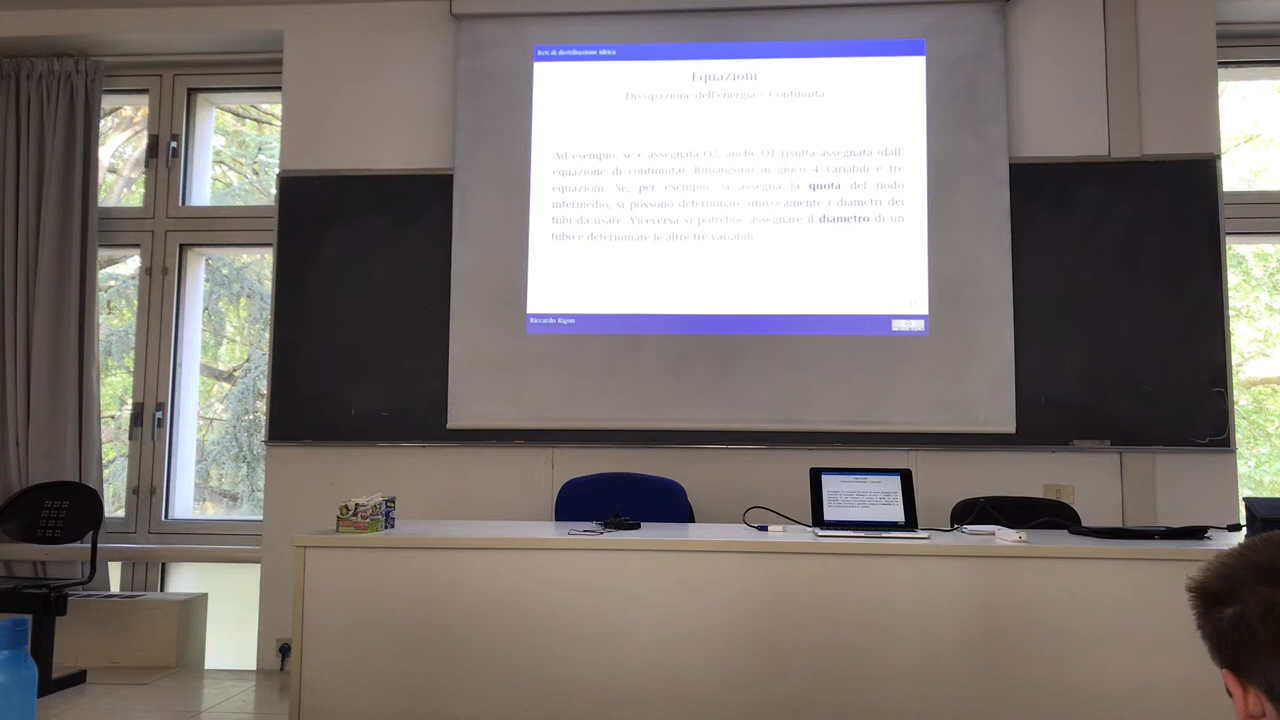 Reti di distribuzione idrica
Equazioni
Dissipazione dell'energia + Continuità
Ad esempio: se è assegnata Q2, anche Q1 risulta assegnata (dall'
equazione di continuità). Rimangono in gioco 4 variabili e tre
equazioni. Se, per esempio, si assegna la quota del nodo
intermedio, si possono determinare univocamente i diametri dei
tubi da usare. Viceversa si potrebbe assegnare il diametro di un
tubo e determinare le altre tre variabili.
Riccardo Rigon